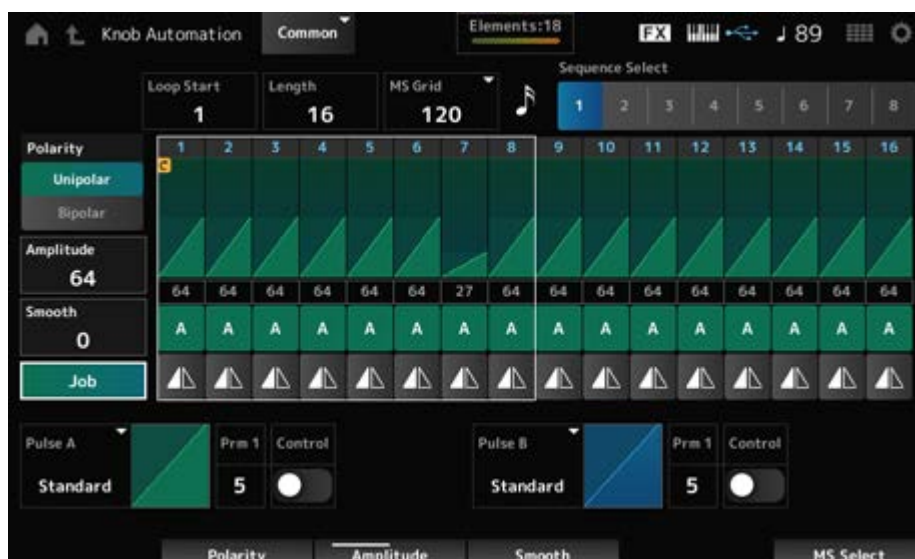 Knob Automation Common Elements:18 FX 89
Sequence Select
Loop Start Length MS Grid
1 16 120
1 2 3 4 5 6 7 8
Polarity
1 2 3 4 5 6 7 8 9 10 11 12 13 14 15 16
C
Unipolar
Bipolar
Amplitude
64
64 64 64 64 64 64 27 64 64 64 64 64 64 64 64 64
Smooth
0
A A A A A A A A A A A A A A A A
Job
Pulse A Prm 1 Control Pulse B Prm 1 Control
Standard 5 Standard 5
Polarity Amplitude Smooth MS Select